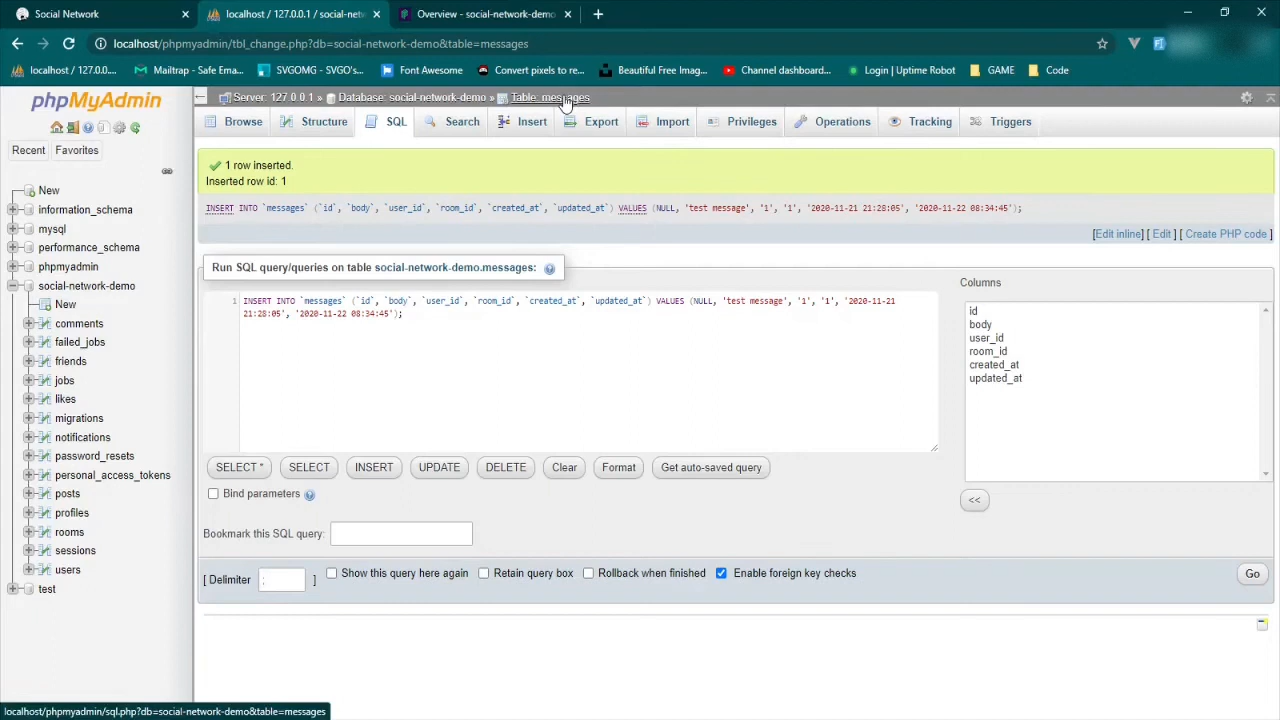 Social Network
localhost / 127.0.0.1 / social-netw
Overview - social-network-demo
localhost/phpmyadmin/tbl_change.php?db=social-network-demo&table=messages
localhost / 127.0.0....
Mailtrap - Safe Ema...
SVGOMG - SVGO's...
Font Awesome
Convert pixels to re...
Beautiful Free Imag...
Channel dashboard...
Login | Uptime Robot
GAME
Code
phpMyAdmin
Server: 127.0.0.1 » Database: social-network-demo » Table: messages
Browse Structure SQL Search Insert Export Import Privileges Operations Tracking Triggers
Recent Favorites
New
information_schema
mysql
performance_schema
phpmyadmin
social-network-demo
New
comments
failed_jobs
friends
jobs
likes
migrations
notifications
password_resets
personal_access_tokens
posts
profiles
rooms
sessions
users
test
1 row inserted.
Inserted row id: 1
INSERT INTO `messages` (`id`, `body`, `user_id`, `room_id`, `created_at`, `updated_at`) VALUES (NULL, 'test message', '1', '1', '2020-11-21 21:28:05', '2020-11-22 08:34:45');
[Edit inline] [ Edit ] [ Create PHP code ]
Run SQL query/queries on table social-network-demo.messages:
1 INSERT INTO `messages` (`id`, `body`, `user_id`, `room_id`, `created_at`, `updated_at`) VALUES (NULL, 'test message', '1', '1', '2020-11-21
21:28:05', '2020-11-22 08:34:45');
Columns
id
body
user_id
room_id
created_at
updated_at
SELECT * SELECT INSERT UPDATE DELETE Clear Format Get auto-saved query
<<
Bind parameters
Bookmark this SQL query:
[ Delimiter ; ] Show this query here again Retain query box Rollback when finished Enable foreign key checks Go
localhost/phpmyadmin/sql.php?db=social-network-demo&table=messages